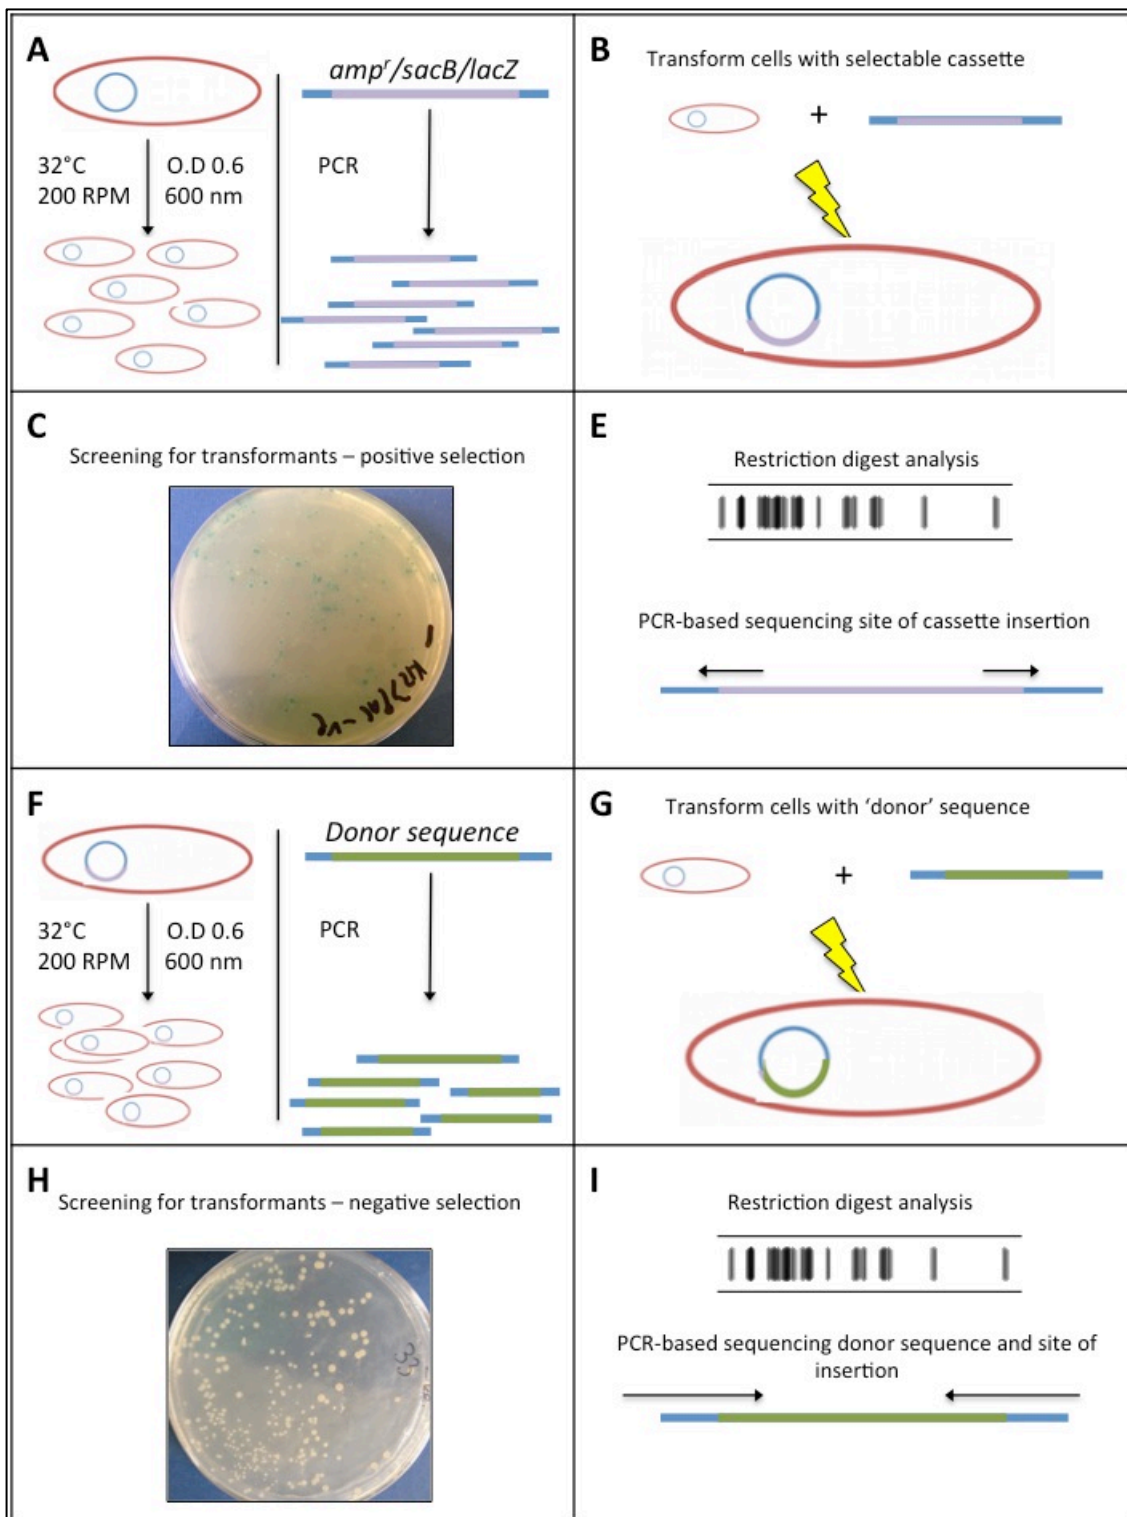 A
ampʳ/sacB/lacZ
32°C
200 RPM
O.D 0.6
600 nm
PCR
B
Transform cells with selectable cassette
+
C
Screening for transformants – positive selection
E
Restriction digest analysis
PCR-based sequencing site of cassette insertion
F
Donor sequence
32°C
200 RPM
O.D 0.6
600 nm
PCR
G
Transform cells with ‘donor’ sequence
+
H
Screening for transformants – negative selection
33
I
Restriction digest analysis
PCR-based sequencing donor sequence and site of
insertion